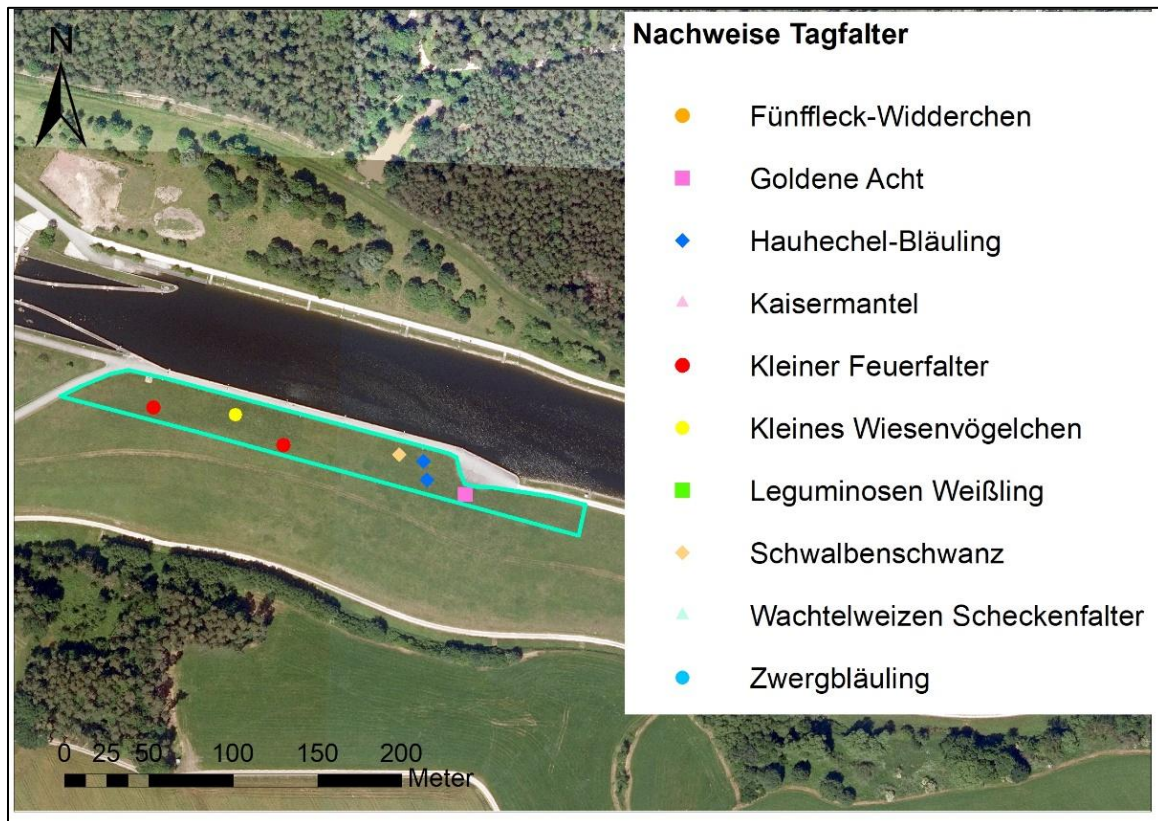 N
Nachweise Tagfalter
Fünffleck-Widderchen
Goldene Acht
Hauhechel-Bläuling
Kaisermantel
Kleiner Feuerfalter
Kleines Wiesenvögelchen
Leguminosen Weißling
Schwalbenschwanz
Wachtelweizen Scheckenfalter
Zwergbläuling
0 25 50 100 150 200
Meter